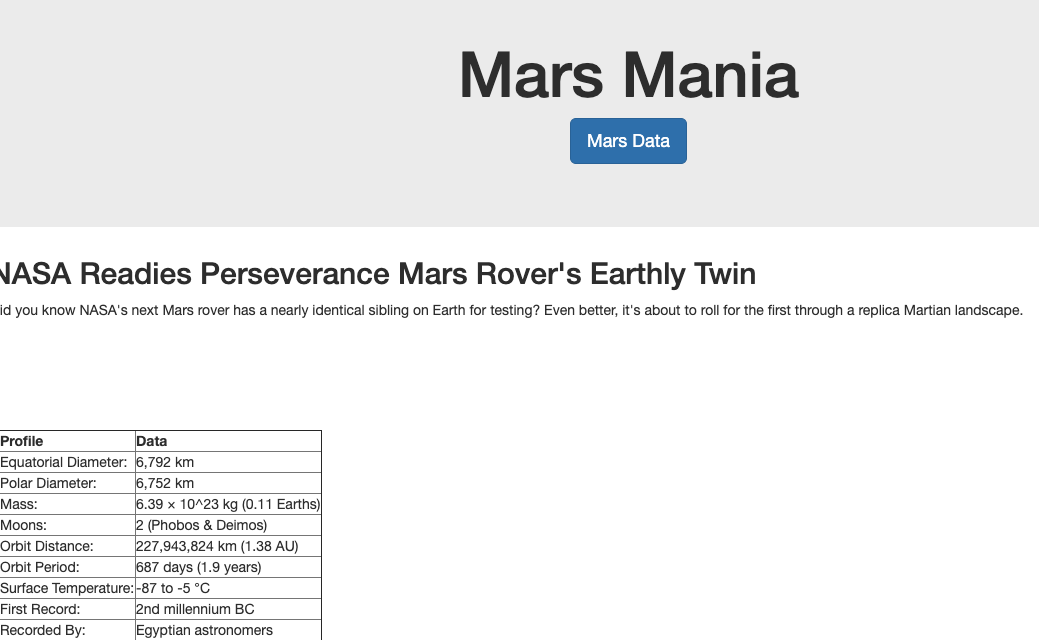 Mars Mania
Mars Data
NASA Readies Perseverance Mars Rover's Earthly Twin
id you know NASA's next Mars rover has a nearly identical sibling on Earth for testing? Even better, it's about to roll for the first through a replica Martian landscape.
Profile Data
Equatorial Diameter: 6,792 km
Polar Diameter: 6,752 km
Mass: 6.39 × 10^23 kg (0.11 Earths)
Moons: 2 (Phobos & Deimos)
Orbit Distance: 227,943,824 km (1.38 AU)
Orbit Period: 687 days (1.9 years)
Surface Temperature: -87 to -5 °C
First Record: 2nd millennium BC
Recorded By: Egyptian astronomers